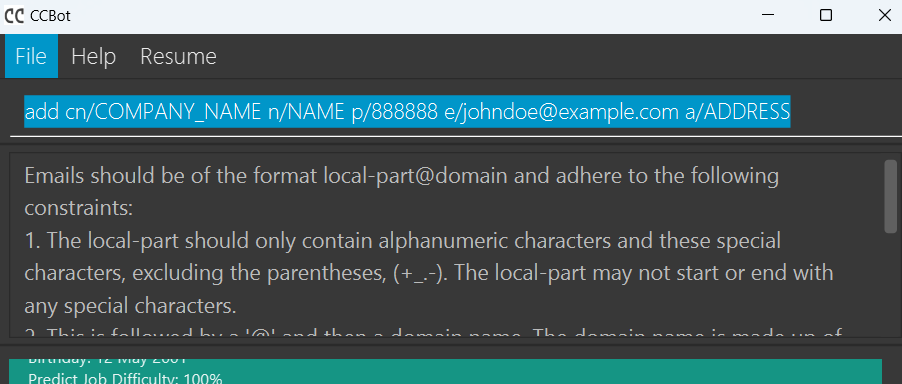 CC CCBot
File Help Resume
add cn/COMPANY_NAME n/NAME p/888888 e/johndoe@example.com a/ADDRESS
Emails should be of the format local-part@domain and adhere to the following
constraints:
1. The local-part should only contain alphanumeric characters and these special
characters, excluding the parentheses, (+_.-). The local-part may not start or end with
any special characters.
2. This is followed by a '@' and then a domain name. The domain name is made up of
Birthday: 12 May 2001
Predict Job Difficulty: 100%